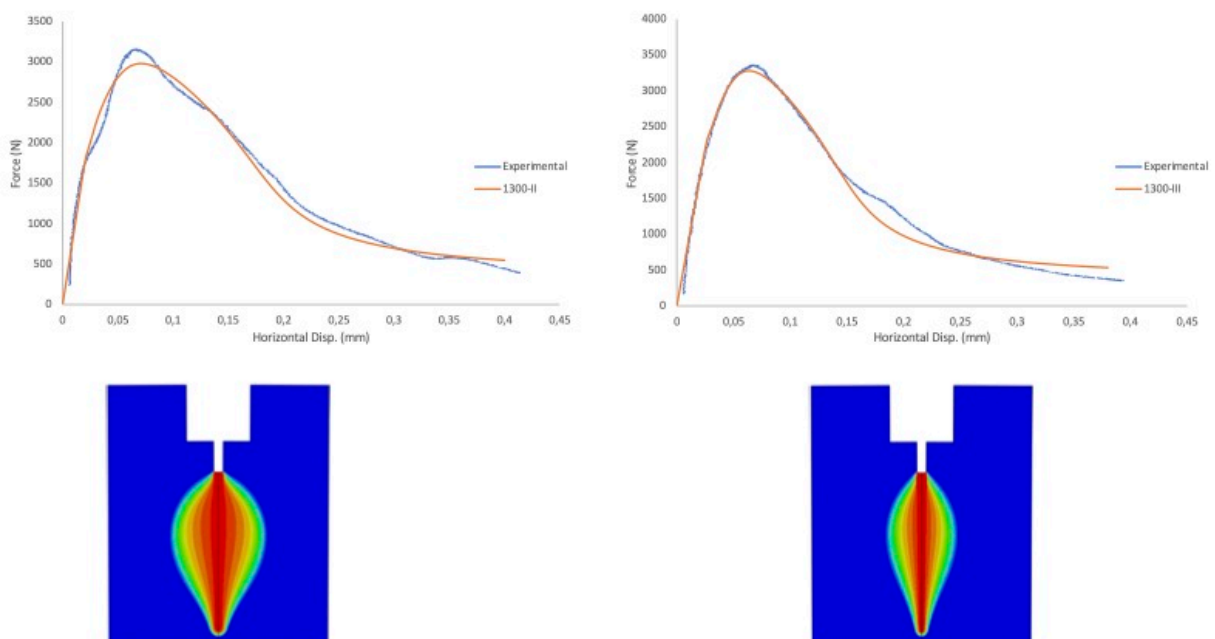 3500
3000
2500
2000
1500
1000
500
0
Force (N)
0 0,05 0,1 0,15 0,2 0,25 0,3 0,35 0,4 0,45
Horizontal Disp. (mm)
Experimental
1300-II
4000
3500
3000
2500
2000
1500
1000
500
0
Force (N)
0 0,05 0,1 0,15 0,2 0,25 0,3 0,35 0,4 0,45
Horizontal Disp. (mm)
Experimental
1300-III